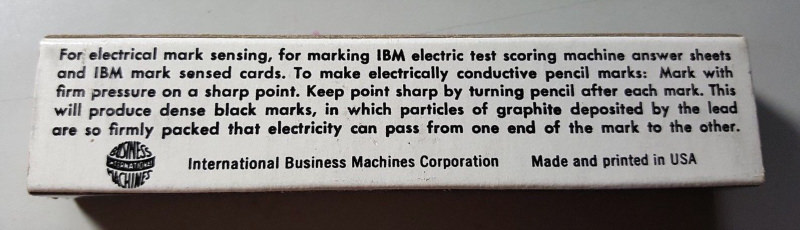 For electrical mark sensing, for marking IBM electric test scoring machine answer sheets
and IBM mark sensed cards. To make electrically conductive pencil marks: Mark with
firm pressure on a sharp point. Keep point sharp by turning pencil after each mark. This
will produce dense black marks, in which particles of graphite deposited by the lead
are so firmly packed that electricity can pass from one end of the mark to the other.
BUSINESS
INTERNATIONAL
MACHINES
International Business Machines Corporation Made and printed in USA